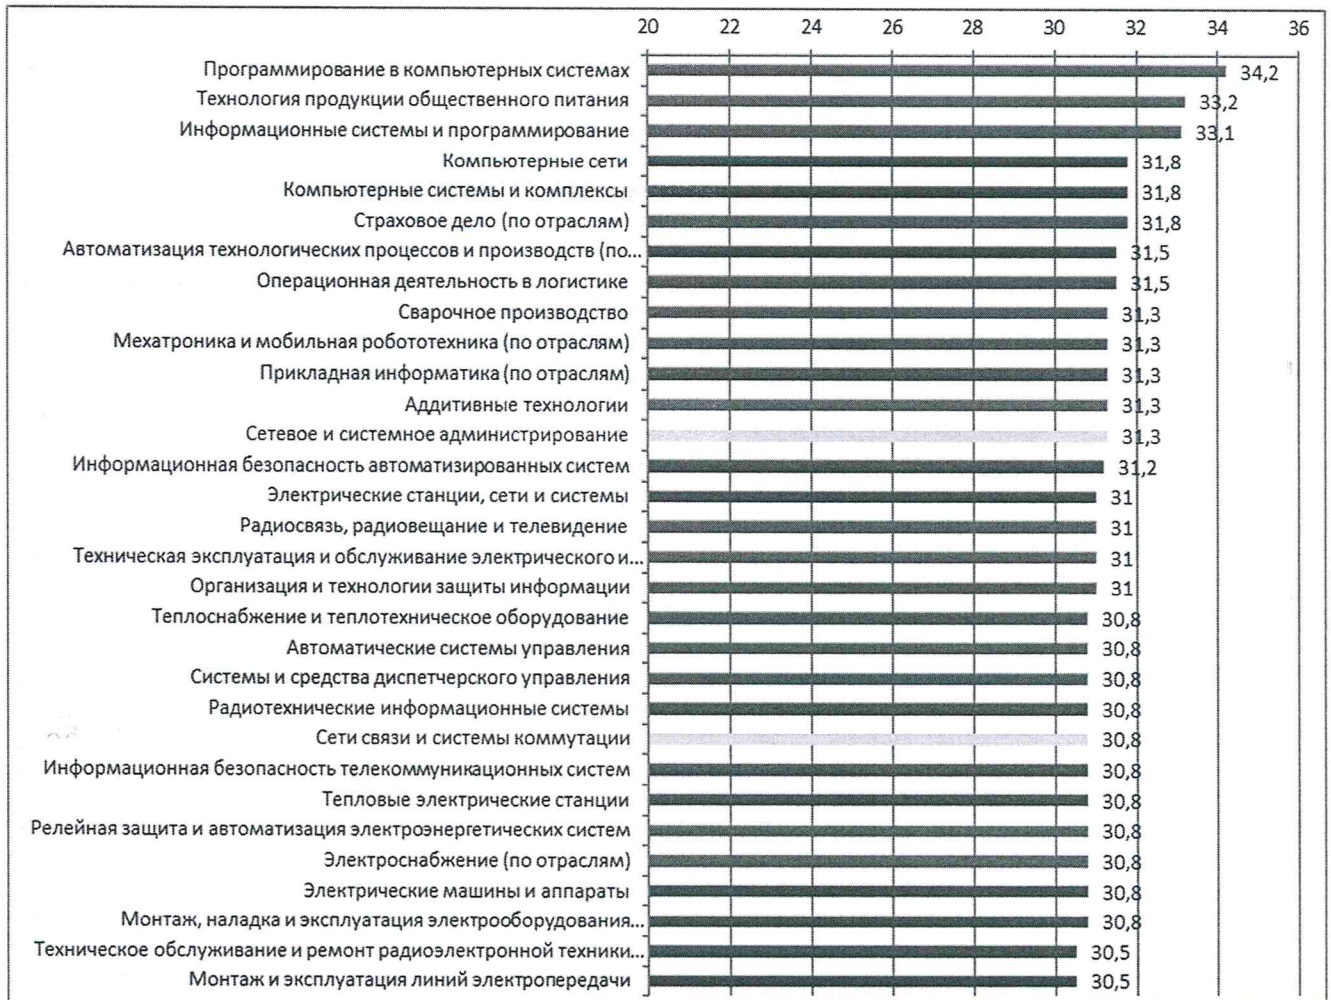 20 22 24 26 28 30 32 34 36
Программирование в компьютерных системах 34,2
Технология продукции общественного питания 33,2
Информационные системы и программирование 33,1
Компьютерные сети 31,8
Компьютерные системы и комплексы 31,8
Страховое дело (по отраслям) 31,8
Автоматизация технологических процессов и производств (по... 31,5
Операционная деятельность в логистике 31,5
Сварочное производство 31,3
Мехатроника и мобильная робототехника (по отраслям) 31,3
Прикладная информатика (по отраслям) 31,3
Аддитивные технологии 31,3
Сетевое и системное администрирование 31,3
Информационная безопасность автоматизированных систем 31,2
Электрические станции, сети и системы 31
Радиосвязь, радиовещание и телевидение 31
Техническая эксплуатация и обслуживание электрического и... 31
Организация и технологии защиты информации 31
Теплоснабжение и теплотехническое оборудование 30,8
Автоматические системы управления 30,8
Системы и средства диспетчерского управления 30,8
Радиотехнические информационные системы 30,8
Сети связи и системы коммутации 30,8
Информационная безопасность телекоммуникационных систем 30,8
Тепловые электрические станции 30,8
Релейная защита и автоматизация электроэнергетических систем 30,8
Электроснабжение (по отраслям) 30,8
Электрические машины и аппараты 30,8
Монтаж, наладка и эксплуатация электрооборудования... 30,8
Техническое обслуживание и ремонт радиоэлектронной техники... 30,5
Монтаж и эксплуатация линий электропередачи 30,5